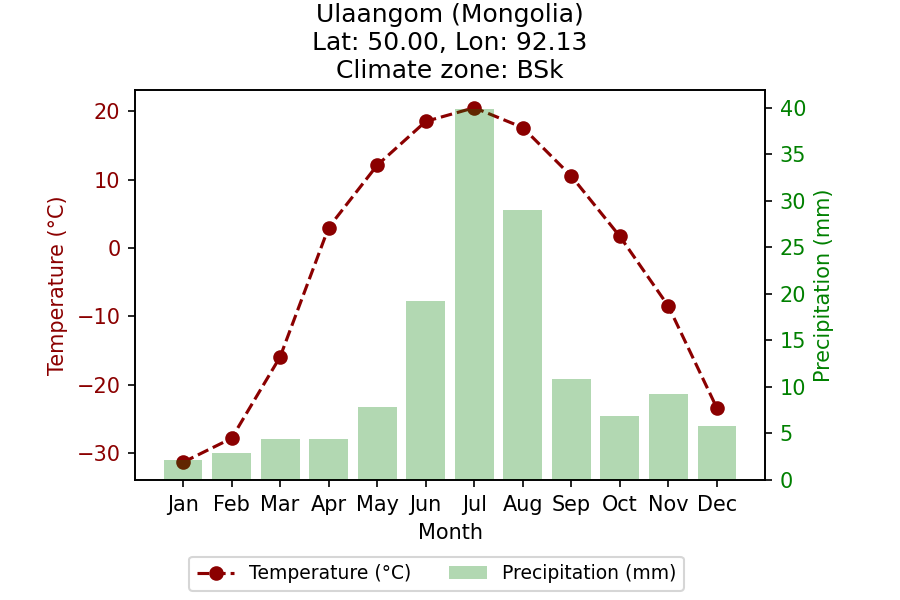 Ulaangom (Mongolia)
Lat: 50.00, Lon: 92.13
Climate zone: BSk
20
10
0
−10
−20
−30
Temperature (°C)
40
35
30
25
20
15
10
5
0
Precipitation (mm)
Jan Feb Mar Apr May Jun Jul Aug Sep Oct Nov Dec
Month
Temperature (°C) Precipitation (mm)